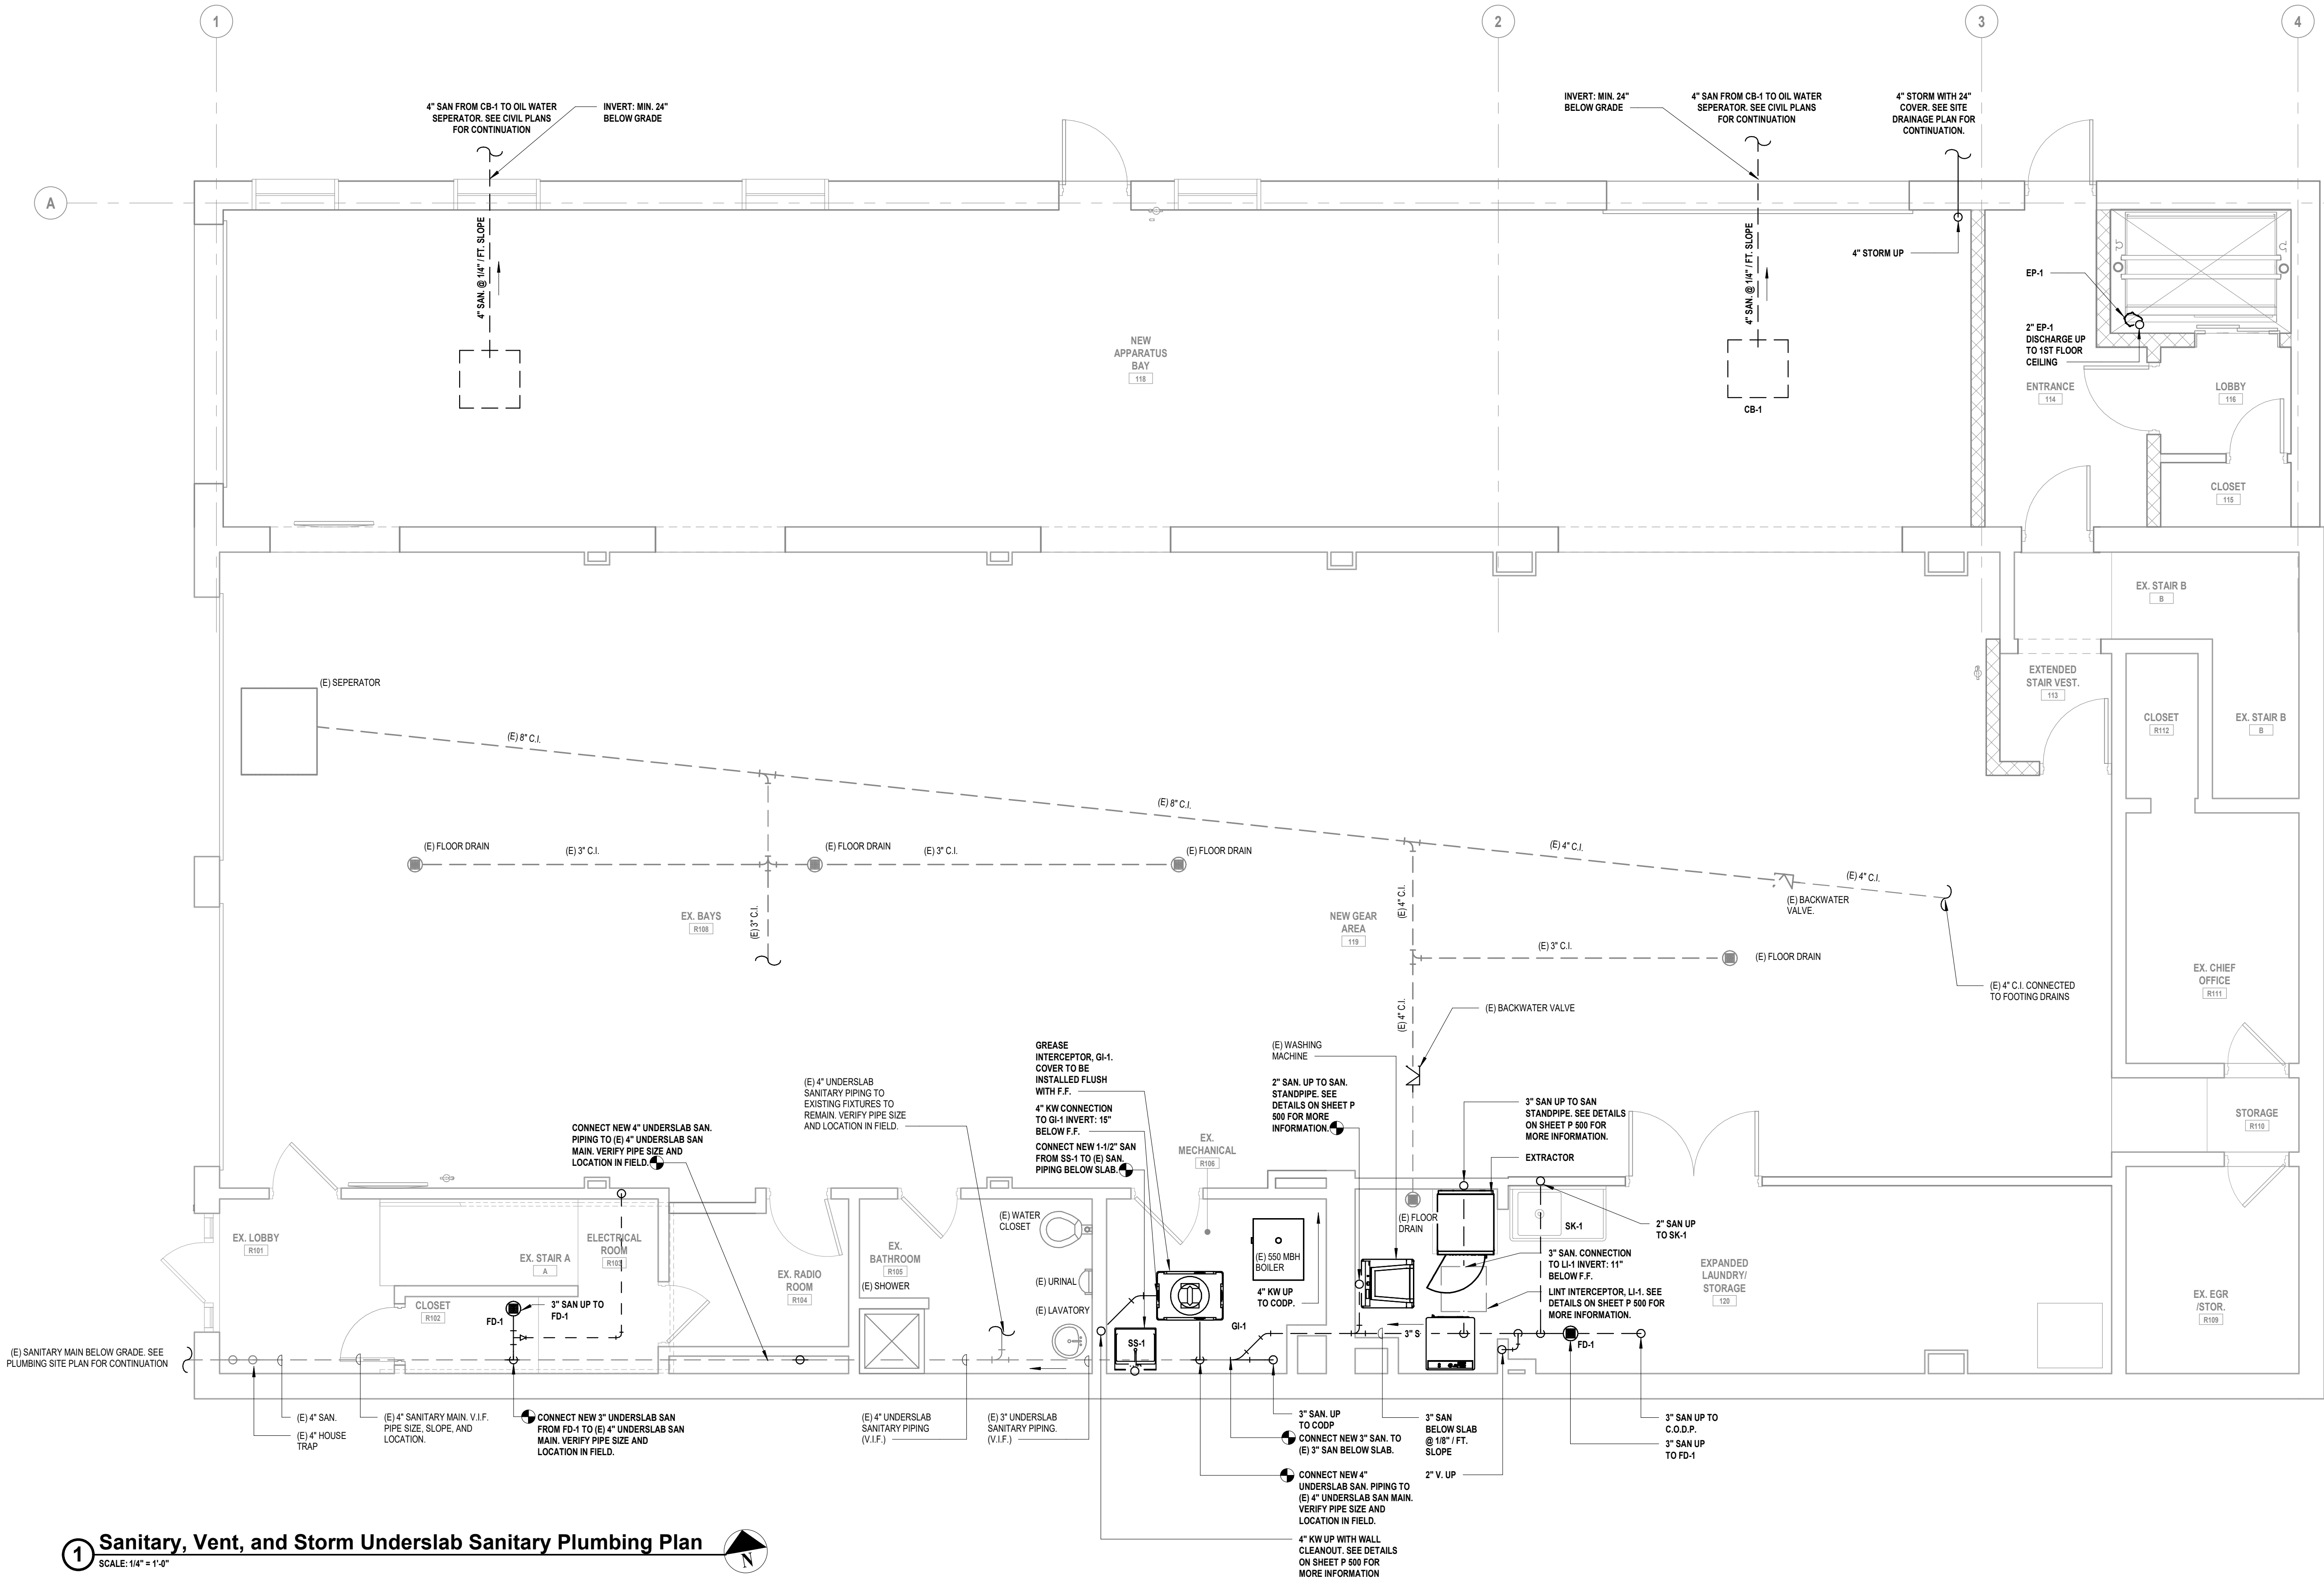 1
2
3
4
A
4" SAN FROM CB-1 TO OIL WATER
SEPERATOR. SEE CIVIL PLANS
FOR CONTINUATION
INVERT: MIN. 24"
BELOW GRADE
INVERT: MIN. 24"
BELOW GRADE
4" SAN FROM CB-1 TO OIL WATER
SEPERATOR. SEE CIVIL PLANS
FOR CONTINUATION
4" STORM WITH 24"
COVER. SEE SITE
DRAINAGE PLAN FOR
CONTINUATION.
4" SAN. @ 1/4" / FT. SLOPE
4" SAN. @ 1/4" / FT. SLOPE
4" STORM UP
EP-1
2" EP-1
DISCHARGE UP
TO 1ST FLOOR
CEILING
NEW
APPARATUS
BAY
118
CB-1
ENTRANCE
114
LOBBY
116
CLOSET
115
EX. STAIR B
B
EXTENDED
STAIR VEST.
113
CLOSET
R112
EX. STAIR B
B
(E) SEPERATOR
(E) 8" C.I.
(E) 8" C.I.
(E) 4" C.I.
(E) 4" C.I.
(E) FLOOR DRAIN
(E) 3" C.I.
(E) FLOOR DRAIN
(E) 3" C.I.
(E) FLOOR DRAIN
(E) BACKWATER
VALVE.
EX. BAYS
R108
(E) 3" C.I.
NEW GEAR
AREA
119
(E) 4" C.I.
(E) 3" C.I.
(E) FLOOR DRAIN
EX. CHIEF
OFFICE
R111
(E) 4" C.I. CONNECTED
TO FOOTING DRAINS
(E) 4" C.I.
(E) BACKWATER VALVE
(E) 4" UNDERSLAB
SANITARY PIPING TO
EXISTING FIXTURES TO
REMAIN. VERIFY PIPE SIZE
AND LOCATION IN FIELD.
GREASE
INTERCEPTOR, GI-1.
COVER TO BE
INSTALLED FLUSH
WITH F.F.
4" KW CONNECTION
TO GI-1 INVERT: 15"
BELOW F.F.
CONNECT NEW 1-1/2" SAN
FROM SS-1 TO (E) SAN.
PIPING BELOW SLAB.
(E) WASHING
MACHINE
2" SAN. UP TO SAN.
STANDPIPE. SEE
DETAILS ON SHEET P
500 FOR MORE
INFORMATION.
3" SAN UP TO SAN
STANDPIPE. SEE DETAILS
ON SHEET P 500 FOR
MORE INFORMATION.
EXTRACTOR
STORAGE
R110
CONNECT NEW 4" UNDERSLAB SAN.
PIPING TO (E) 4" UNDERSLAB SAN
MAIN. VERIFY PIPE SIZE AND
LOCATION IN FIELD.
EX.
MECHANICAL
R106
EX. LOBBY
R101
EX. STAIR A
A
ELECTRICAL
ROOM
R103
CLOSET
R102
FD-1
3" SAN UP TO
FD-1
EX. RADIO
ROOM
R104
EX.
BATHROOM
R105
(E) SHOWER
(E) WATER
CLOSET
(E) URINAL
(E) LAVATORY
SS-1
GI-1
(E) 550 MBH
BOILER
4" KW UP
TO CODP.
(E) FLOOR
DRAIN
SK-1
2" SAN UP
TO SK-1
3" SAN. CONNECTION
TO LI-1 INVERT: 11"
BELOW F.F.
LINT INTERCEPTOR, LI-1. SEE
DETAILS ON SHEET P 500 FOR
MORE INFORMATION.
3" S
FD-1
EXPANDED
LAUNDRY/
STORAGE
120
EX. EGR
/STOR.
R109
(E) SANITARY MAIN BELOW GRADE. SEE
PLUMBING SITE PLAN FOR CONTINUATION
(E) 4" SAN.
(E) 4" HOUSE
TRAP
(E) 4" SANITARY MAIN. V.I.F.
PIPE SIZE, SLOPE, AND
LOCATION.
CONNECT NEW 3" UNDERSLAB SAN
FROM FD-1 TO (E) 4" UNDERSLAB SAN
MAIN. VERIFY PIPE SIZE AND
LOCATION IN FIELD.
(E) 4" UNDERSLAB
SANITARY PIPING
(V.I.F.)
(E) 3" UNDERSLAB
SANITARY PIPING.
(V.I.F.)
3" SAN. UP
TO CODP
CONNECT NEW 3" SAN. TO
(E) 3" SAN BELOW SLAB.
CONNECT NEW 4"
UNDERSLAB SAN. PIPING TO
(E) 4" UNDERSLAB SAN MAIN.
VERIFY PIPE SIZE AND
LOCATION IN FIELD.
4" KW UP WITH WALL
CLEANOUT. SEE DETAILS
ON SHEET P 500 FOR
MORE INFORMATION
3" SAN
BELOW SLAB
@ 1/8" / FT.
SLOPE
2" V. UP
3" SAN UP TO
C.O.D.P.
3" SAN UP
TO FD-1
1
Sanitary, Vent, and Storm Underslab Sanitary Plumbing Plan
SCALE: 1/4" = 1'-0"
N